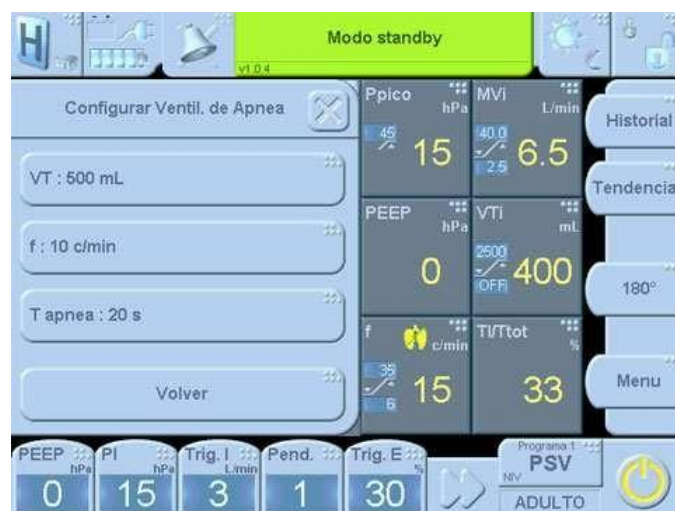 H
Modo standby
v1.0.4
Configurar Ventil. de Apnea
VT : 500 mL
f : 10 c/min
T apnea : 20 s
Volver
Ppico
hPa
45
15
MVi
L/min
40.0
2.5
6.5
PEEP
hPa
0
VTi
mL
2500
OFF
400
f
c/min
35
6
15
TI/Ttot
%
33
Historial
Tendencia
180°
Menu
PEEP
hPa
0
PI
hPa
15
Trig. I
L/min
3
Pend.
1
Trig. E
%
30
Programa 1
PSV
NIV
ADULTO